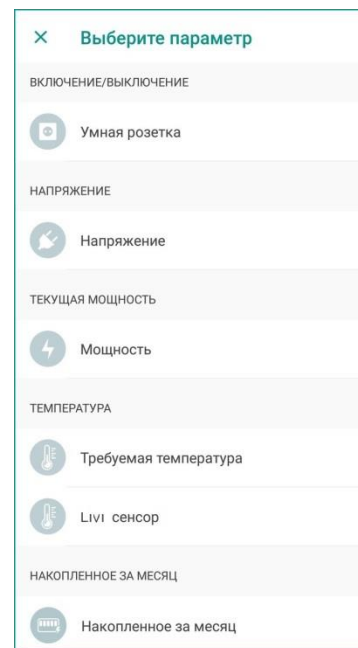 Выберите параметр
ВКЛЮЧЕНИЕ/ВЫКЛЮЧЕНИЕ
Умная розетка
НАПРЯЖЕНИЕ
Напряжение
ТЕКУЩАЯ МОЩНОСТЬ
Мощность
ТЕМПЕРАТУРА
Требуемая температура
Livi сенсор
НАКОПЛЕННОЕ ЗА МЕСЯЦ
Накопленное за месяц